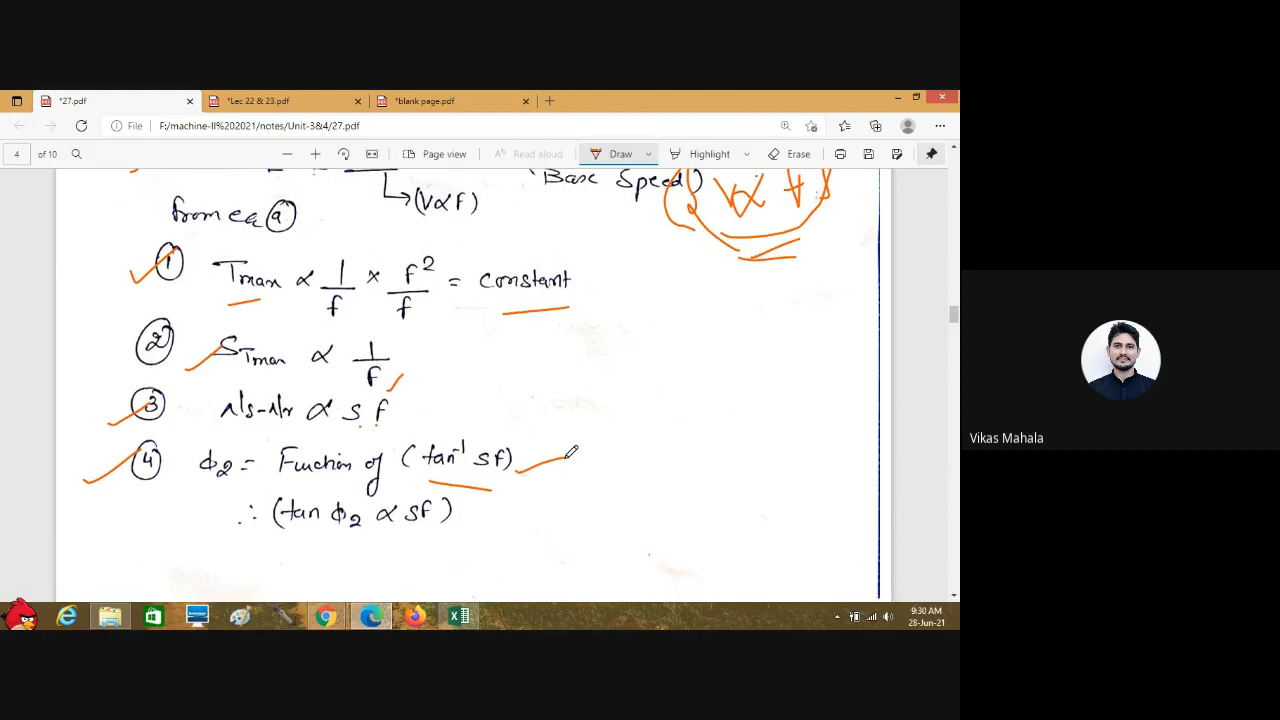 *27.pdf
*Lec 22 & 23.pdf
*blank page.pdf
File F:/machine-II%202021/notes/Unit-3&4/27.pdf
4 of 10
Page view
Read aloud
Draw
Highlight
Erase
(Base Speed)
(V∝f)
V∝f
from eq (a)
① Tmax ∝ 1/f × f²/f = constant
② STmax ∝ 1/f
③ Ns-Nr ∝ sf
④ ϕ2 = Function of (tan⁻¹ sf)
∴ (tan ϕ2 ∝ sf)
Vikas Mahala
9:30 AM
28-Jun-21